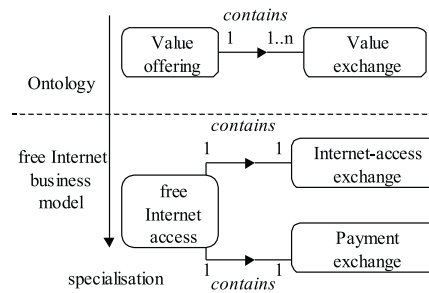 contains
Value
offering
1
1..n
Value
exchange
Ontology
contains
free Internet
business
model
1
1
Internet-access
exchange
free
Internet
access
Payment
exchange
1
1
contains
specialisation